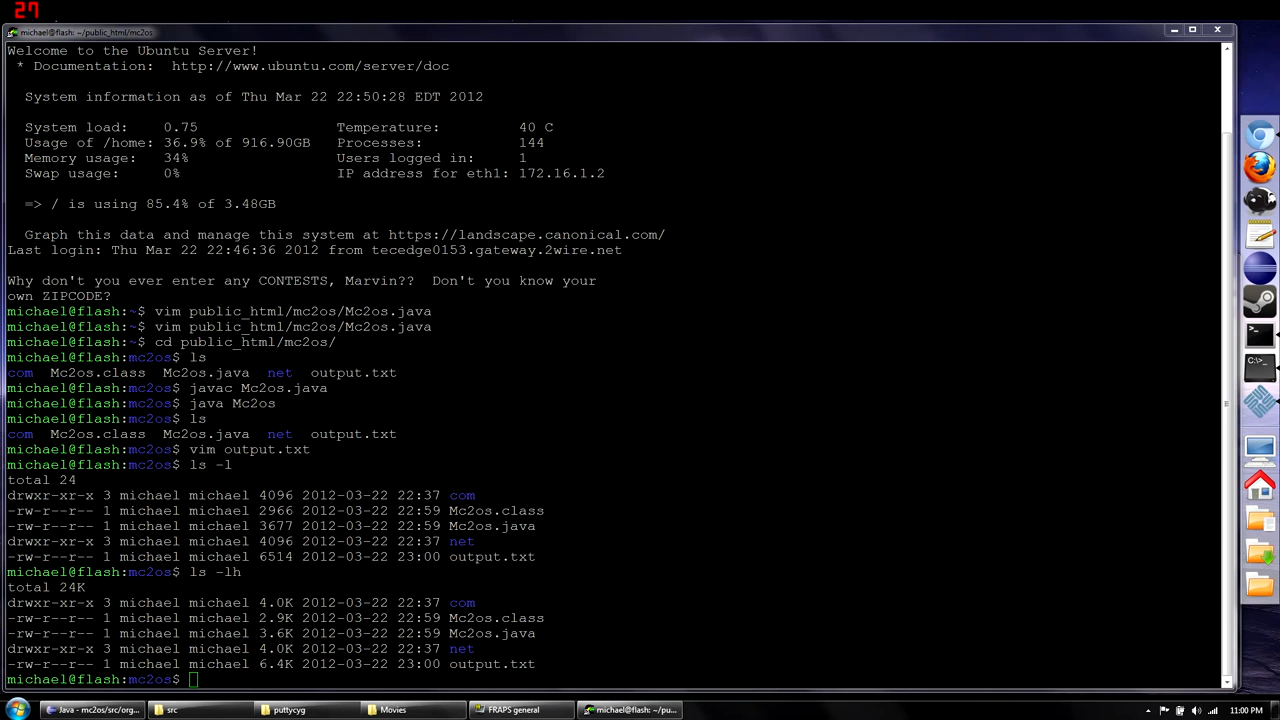 27
michael@flash: ~/public_html/mc2os
Welcome to the Ubuntu Server!
 * Documentation:  http://www.ubuntu.com/server/doc
  System information as of Thu Mar 22 22:50:28 EDT 2012
  System load:    0.75                Temperature:         40 C
  Usage of /home: 36.9% of 916.90GB   Processes:           144
  Memory usage:   34%                 Users logged in:     1
  Swap usage:     0%                  IP address for eth1: 172.16.1.2
  => / is using 85.4% of 3.48GB
  Graph this data and manage this system at https://landscape.canonical.com/
Last login: Thu Mar 22 22:46:36 2012 from tecedge0153.gateway.2wire.net
Why don't you ever enter any CONTESTS, Marvin??  Don't you know your
own ZIPCODE?
michael@flash:~$ vim public_html/mc2os/Mc2os.java
michael@flash:~$ vim public_html/mc2os/Mc2os.java
michael@flash:~$ cd public_html/mc2os/
michael@flash:mc2os$ ls
com  Mc2os.class  Mc2os.java  net  output.txt
michael@flash:mc2os$ javac Mc2os.java
michael@flash:mc2os$ java Mc2os
michael@flash:mc2os$ ls
com  Mc2os.class  Mc2os.java  net  output.txt
michael@flash:mc2os$ vim output.txt
michael@flash:mc2os$ ls -l
total 24
drwxr-xr-x 3 michael michael 4096 2012-03-22 22:37 com
-rw-r--r-- 1 michael michael 2966 2012-03-22 22:59 Mc2os.class
-rw-r--r-- 1 michael michael 3677 2012-03-22 22:59 Mc2os.java
drwxr-xr-x 3 michael michael 4096 2012-03-22 22:37 net
-rw-r--r-- 1 michael michael 6514 2012-03-22 23:00 output.txt
michael@flash:mc2os$ ls -lh
total 24K
drwxr-xr-x 3 michael michael 4.0K 2012-03-22 22:37 com
-rw-r--r-- 1 michael michael 2.9K 2012-03-22 22:59 Mc2os.class
-rw-r--r-- 1 michael michael 3.6K 2012-03-22 22:59 Mc2os.java
drwxr-xr-x 3 michael michael 4.0K 2012-03-22 22:37 net
-rw-r--r-- 1 michael michael 6.4K 2012-03-22 23:00 output.txt
michael@flash:mc2os$
Java - mc2os/src/org... src puttycyg Movies FRAPS general michael@flash: ~/pu... 11:00 PM